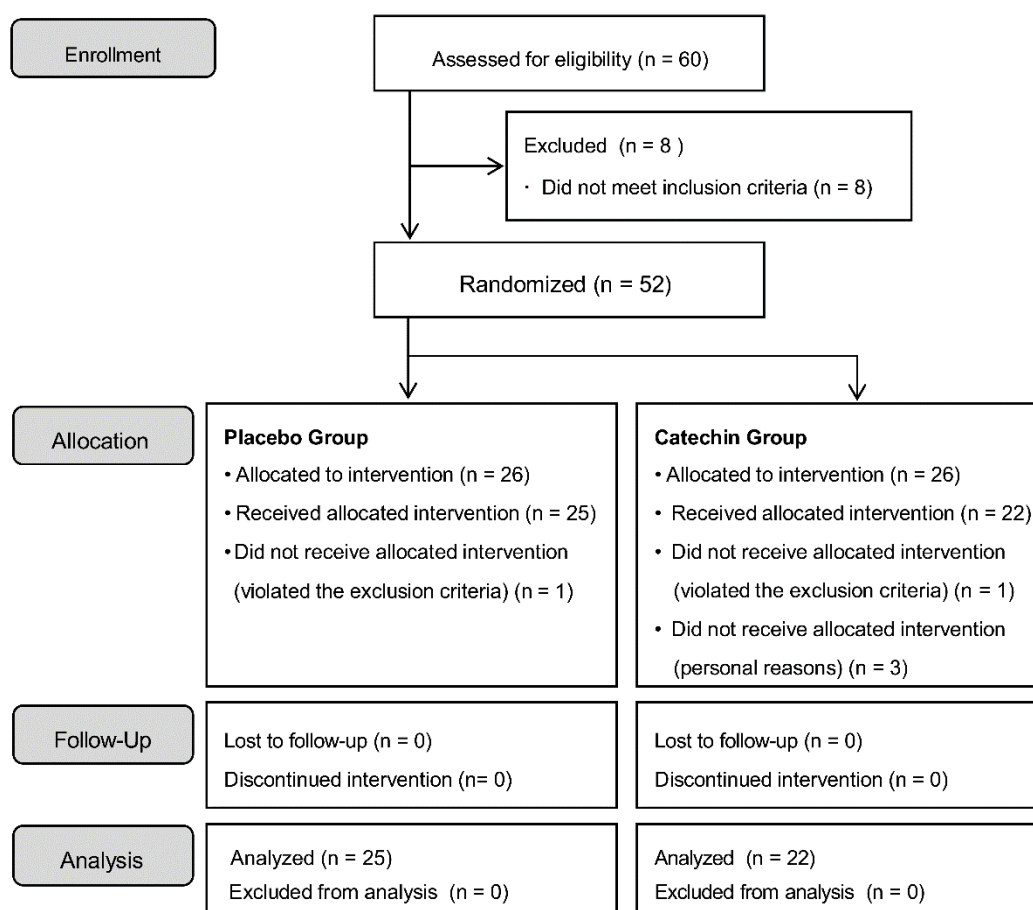 Enrollment
Assessed for eligibility (n = 60)
Excluded (n = 8 )
· Did not meet inclusion criteria (n = 8)
Randomized (n = 52)
Allocation
Placebo Group
• Allocated to intervention (n = 26)
• Received allocated intervention (n = 25)
• Did not receive allocated intervention
(violated the exclusion criteria) (n = 1)
Catechin Group
• Allocated to intervention (n = 26)
• Received allocated intervention (n = 22)
• Did not receive allocated intervention
(violated the exclusion criteria) (n = 1)
• Did not receive allocated intervention
(personal reasons) (n = 3)
Follow-Up
Lost to follow-up (n = 0)
Discontinued intervention (n= 0)
Lost to follow-up (n = 0)
Discontinued intervention (n = 0)
Analysis
Analyzed (n = 25)
Excluded from analysis (n = 0)
Analyzed (n = 22)
Excluded from analysis (n = 0)